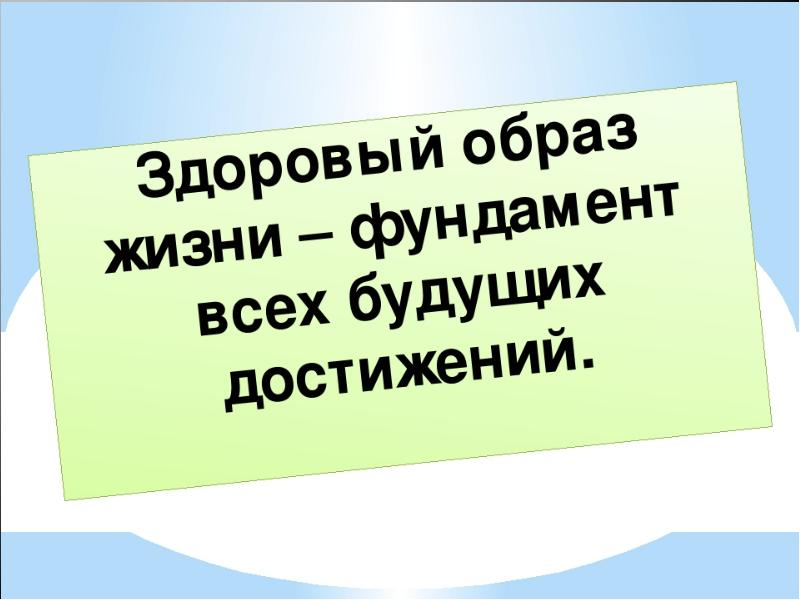 Здоровый образ
жизни – фундамент
всех будущих
достижений.